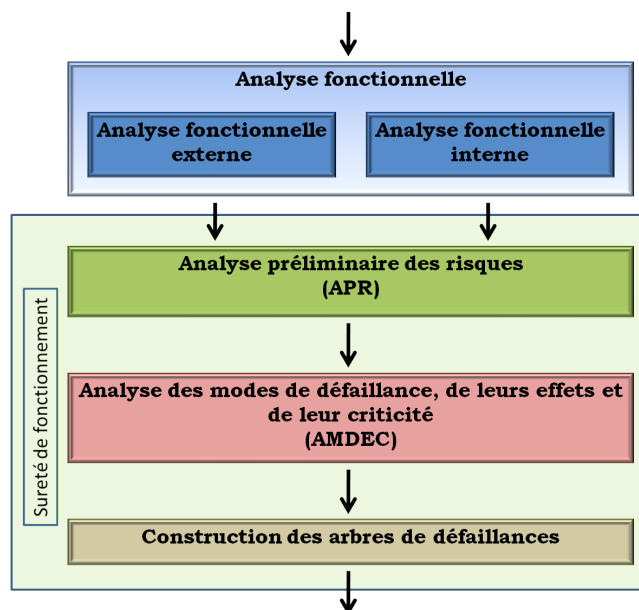 Analyse fonctionnelle
Analyse fonctionnelle
externe
Analyse fonctionnelle
interne
Sureté de fonctionnement
Analyse préliminaire des risques
(APR)
Analyse des modes de défaillance, de leurs effets et
de leur criticité
(AMDEC)
Construction des arbres de défaillances